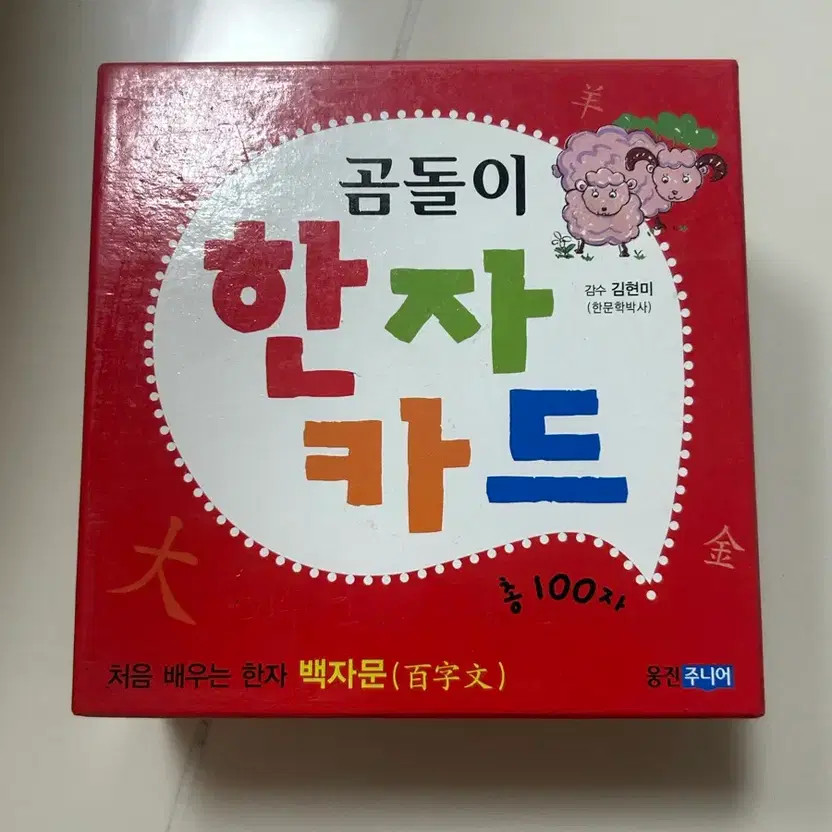 羊
곰돌이
한자
카드
감수 김현미
(한문학박사)
大
金
총 100자
처음 배우는 한자 백자문(百字文)
웅진주니어